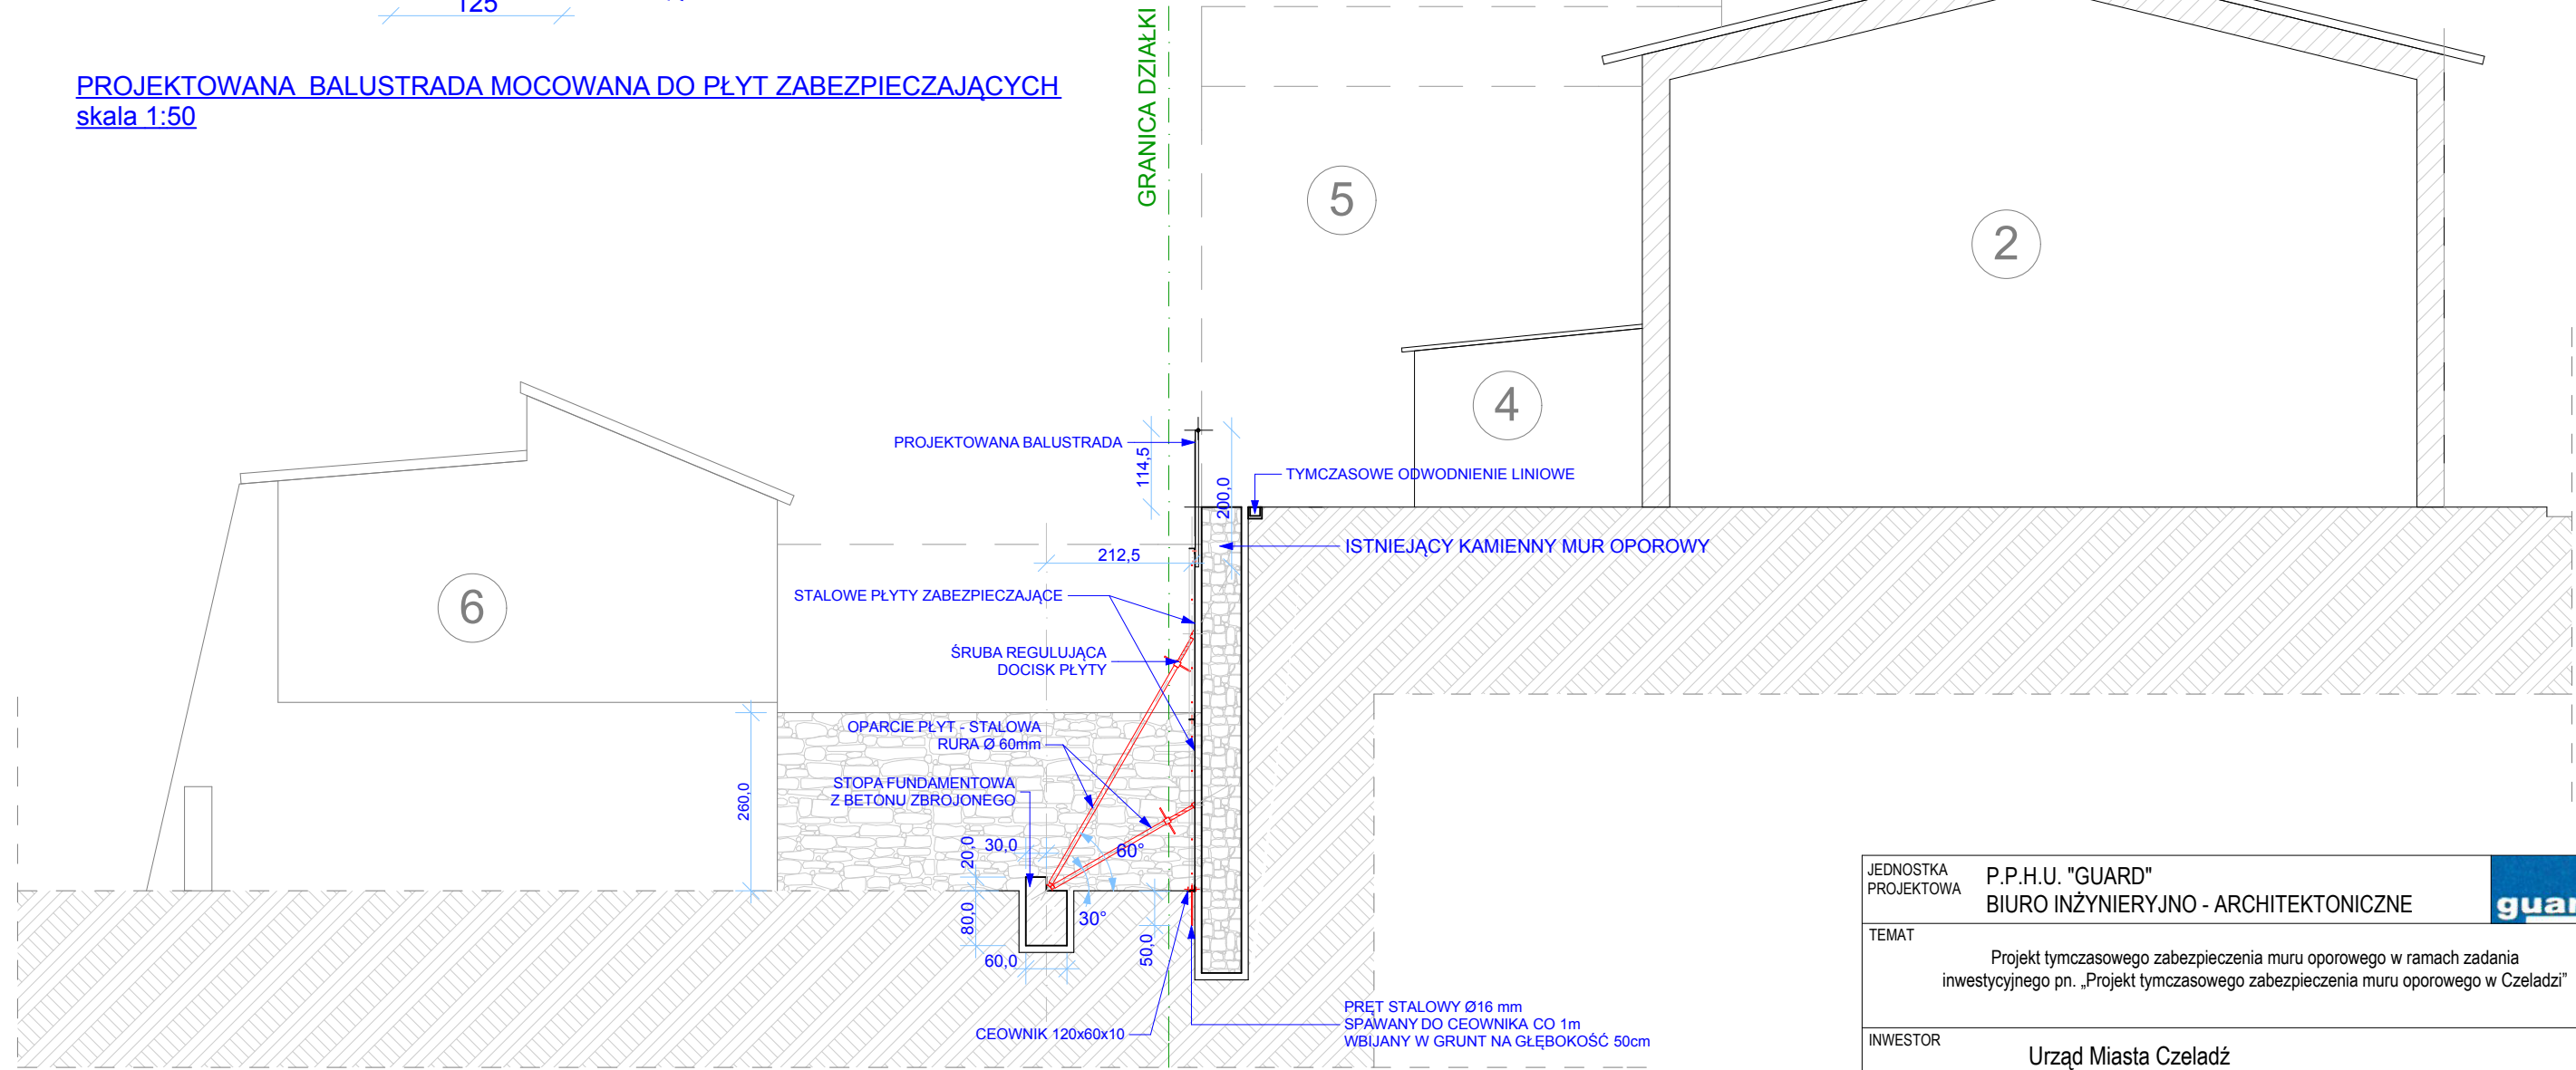 125
PROJEKTOWANA BALUSTRADA MOCOWANA DO PŁYT ZABEZPIECZAJĄCYCH
skala 1:50
GRANICA DZIAŁKI
5
2
4
6
PROJEKTOWANA BALUSTRADA
114,5
200,0
TYMCZASOWE ODWODNIENIE LINIOWE
ISTNIEJĄCY KAMIENNY MUR OPOROWY
212,5
STALOWE PŁYTY ZABEZPIECZAJĄCE
ŚRUBA REGULUJĄCA
DOCISK PŁYTY
OPARCIE PŁYT - STALOWA
RURA Ø 60mm
STOPA FUNDAMENTOWA
Z BETONU ZBROJONEGO
260,0
20,0
30,0
60°
80,0
30°
50,0
60,0
CEOWNIK 120x60x10
PRĘT STALOWY Ø16 mm
SPAWANY DO CEOWNIKA CO 1m
WBIJANY W GRUNT NA GŁĘBOKOŚĆ 50cm
JEDNOSTKA
PROJEKTOWA
P.P.H.U. "GUARD"
BIURO INŻYNIERYJNO - ARCHITEKTONICZNE
guar
TEMAT
Projekt tymczasowego zabezpieczenia muru oporowego w ramach zadania
inwestycyjnego pn. „Projekt tymczasowego zabezpieczenia muru oporowego w Czeladzi”
INWESTOR
Urząd Miasta Czeladź